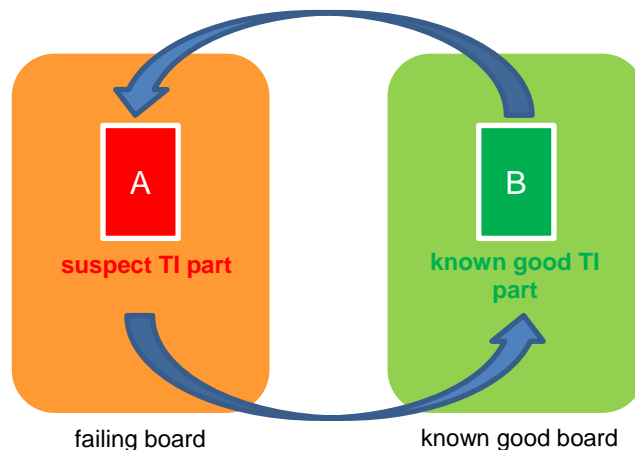 A
B
suspect TI part
known good TI
part
failing board
known good board